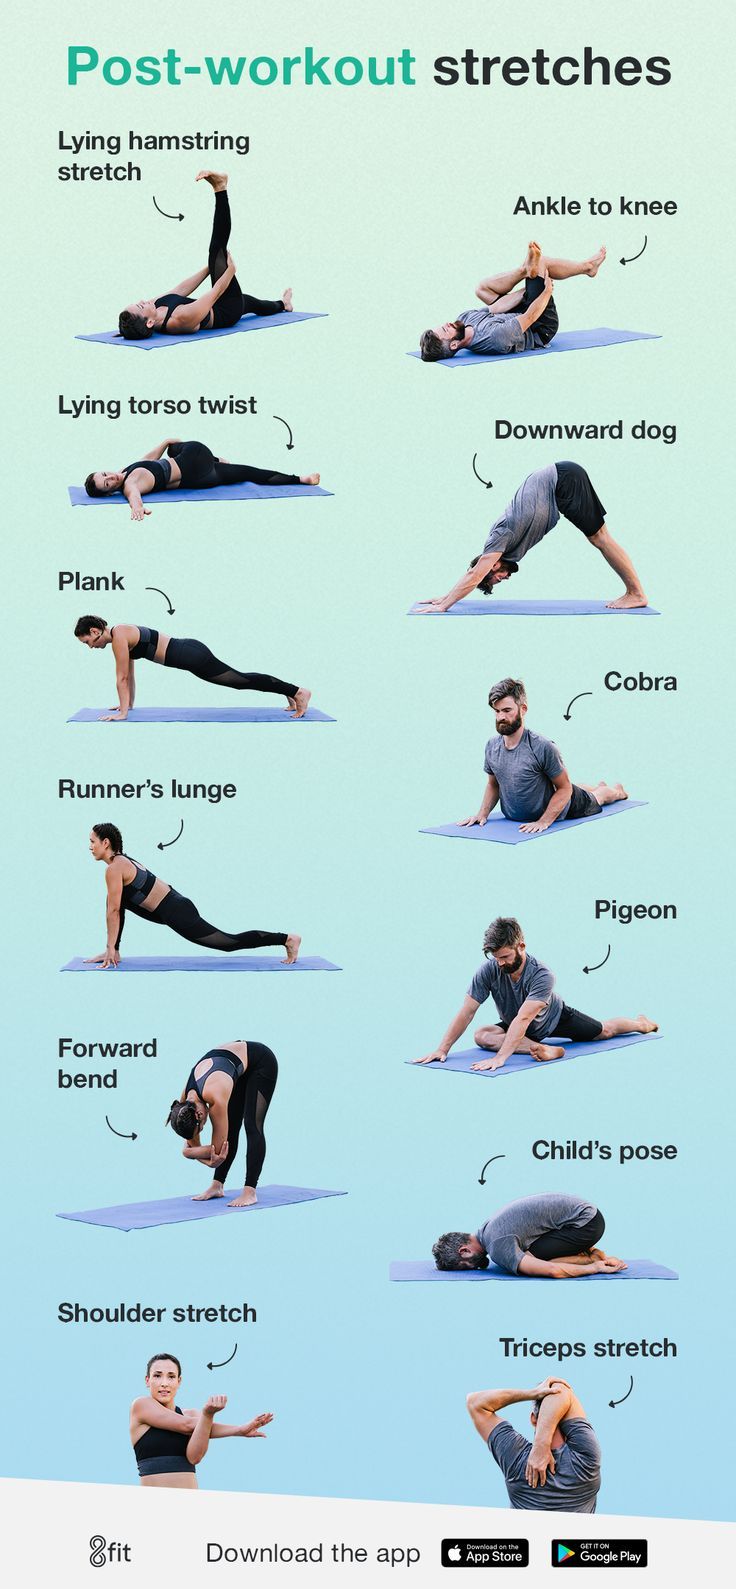 Post-workout stretches
Lying hamstring
stretch
Ankle to knee
Lying torso twist
Downward dog
Plank
Cobra
Runner's lunge
Pigeon
Forward
bend
Child's pose
Shoulder stretch
Triceps stretch
8fit
Download the app
Download on the
App Store
GET IT ON
Google Play